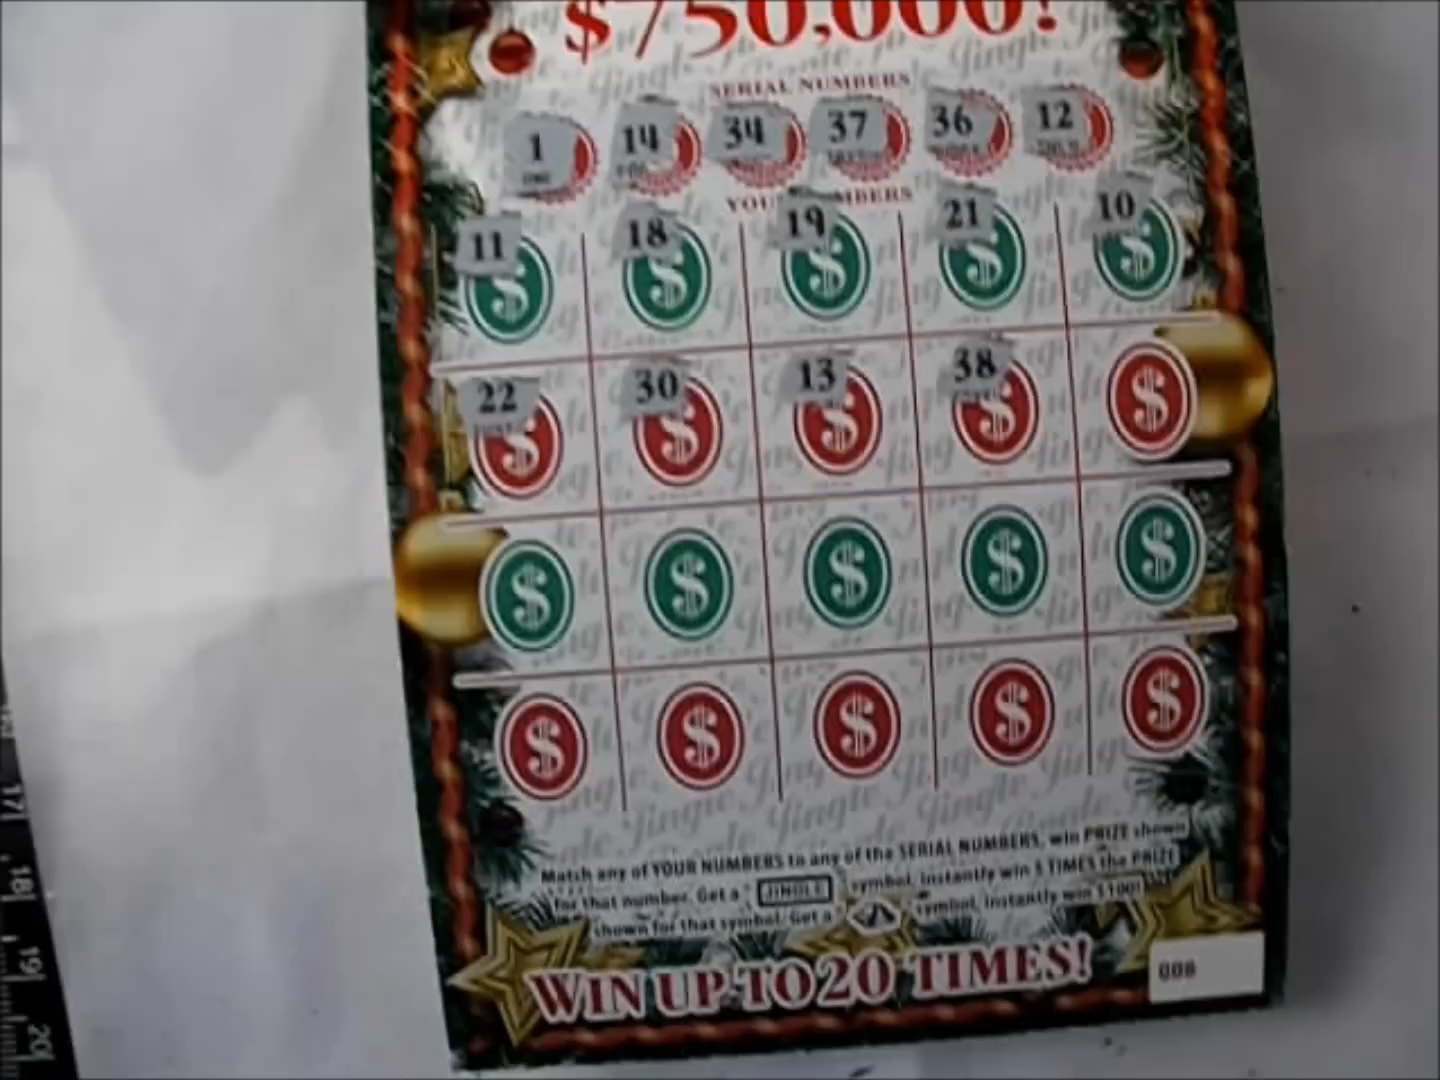 $750,000!
SERIAL NUMBERS
1 14 34 37 36 12
YOUR NUMBERS
11 18 19 21 10
22 30 13 38
Match any of YOUR NUMBERS to any of the SERIAL NUMBERS, win PRIZE shown
for that number. Get a JINGLE symbol, instantly win 5 TIMES the PRIZE
shown for that symbol. Get a symbol, instantly win $100!
WIN UP TO 20 TIMES!
008
17 18 19 20